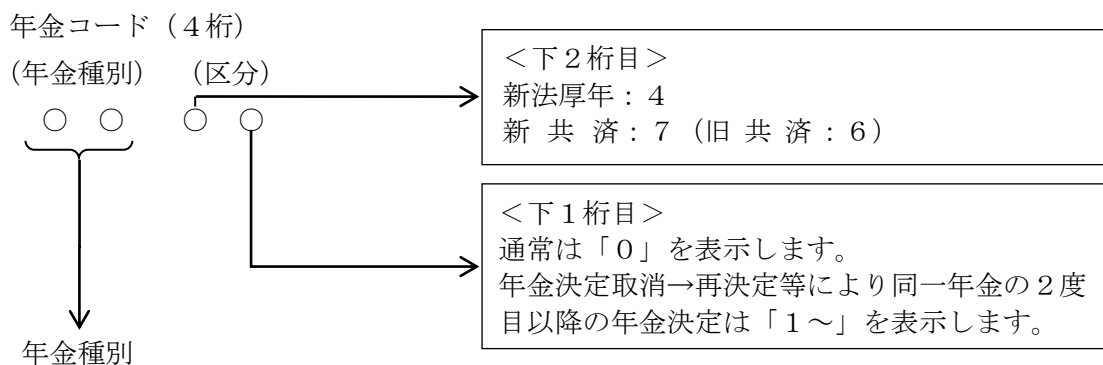 年金コード（４桁）
（年金種別）　（区分）
○　○　　○　○
＜下２桁目＞
新法厚年：４
新 共 済：７（旧 共 済：６）
＜下１桁目＞
通常は「０」を表示します。
年金決定取消→再決定等により同一年金の２度
目以降の年金決定は「１～」を表示します。
年金種別